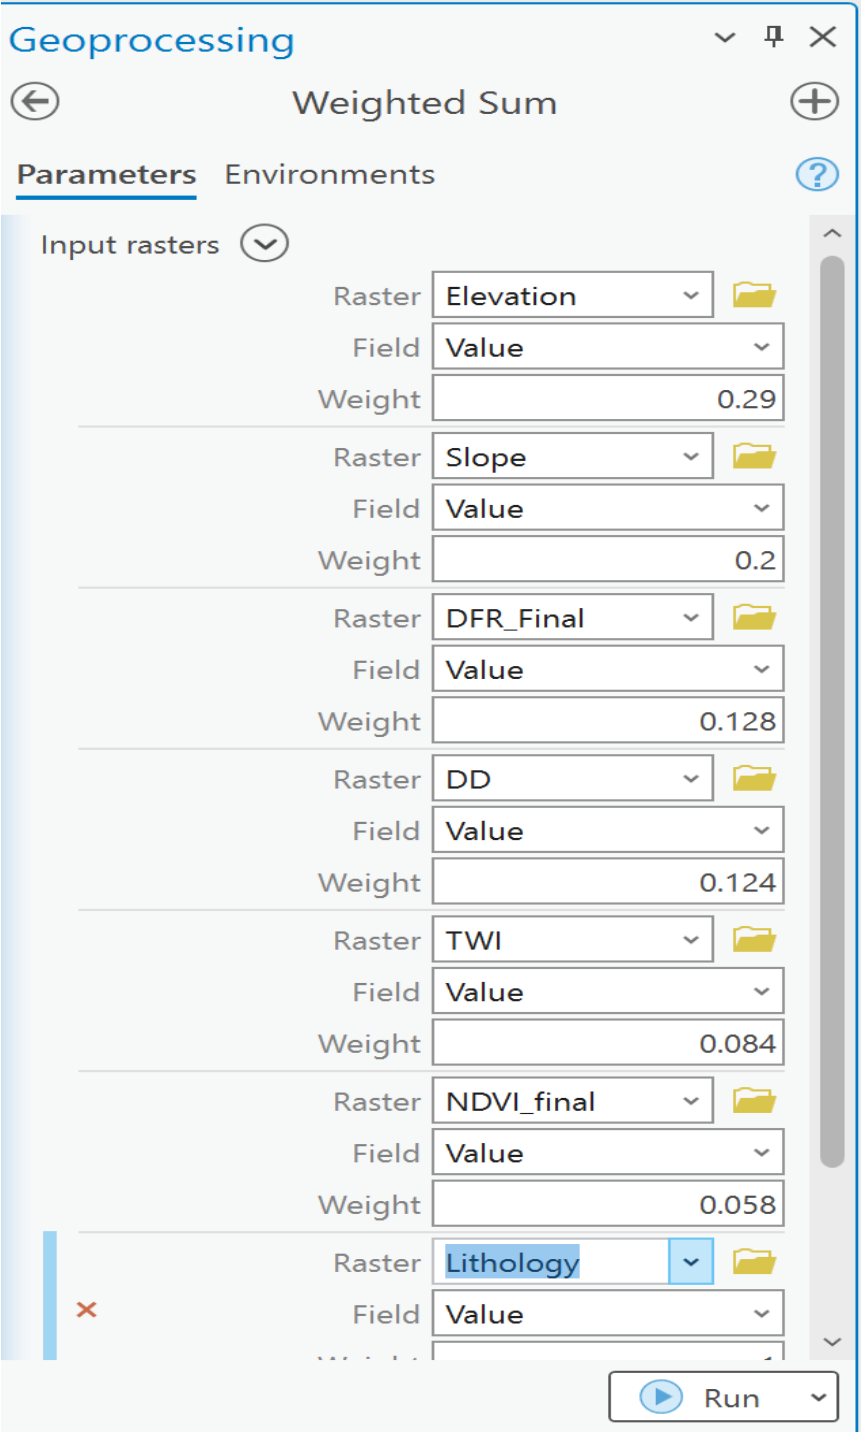 Geoprocessing
Weighted Sum
Parameters Environments
Input rasters
Raster Elevation
Field Value
Weight 0.29
Raster Slope
Field Value
Weight 0.2
Raster DFR_Final
Field Value
Weight 0.128
Raster DD
Field Value
Weight 0.124
Raster TWI
Field Value
Weight 0.084
Raster NDVI_final
Field Value
Weight 0.058
Raster Lithology
Field Value
Run